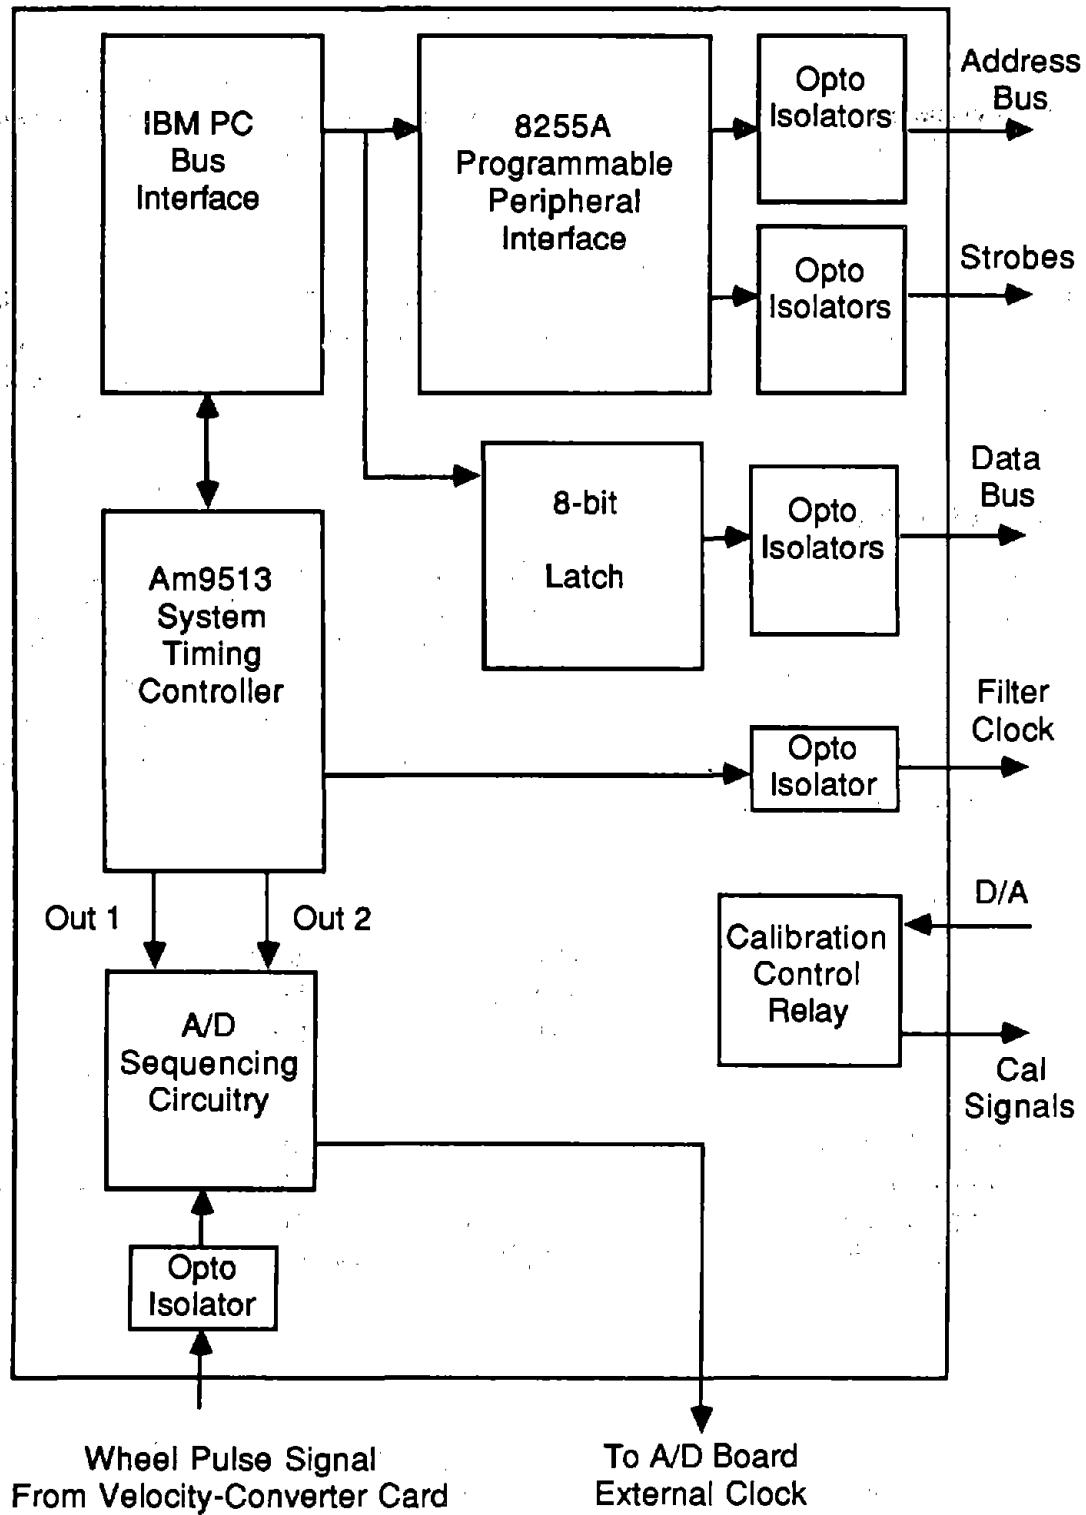 IBM PC
Bus
Interface
8255A
Programmable
Peripheral
Interface
Opto
Isolators
Address
Bus
Opto
Isolators
Strobes
8-bit
Latch
Opto
Isolators
Data
Bus
Am9513
System
Timing
Controller
Opto
Isolator
Filter
Clock
Out 1
Out 2
Calibration
Control
Relay
D/A
Cal
Signals
A/D
Sequencing
Circuitry
Opto
Isolator
Wheel Pulse Signal
From Velocity-Converter Card
To A/D Board
External Clock